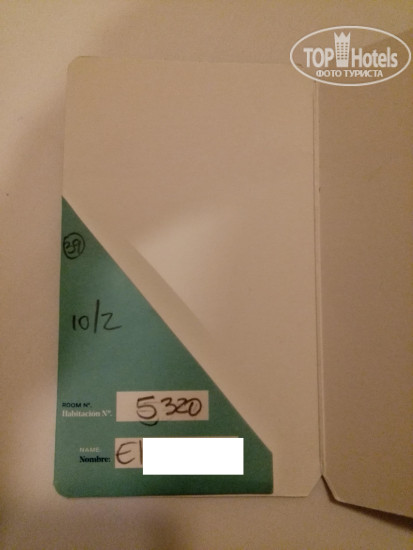 TOP Hotels
ФОТО ТУРИСТА
10/2
ROOM Nº.
Habitación Nº. 5320
NAME.
Nombre: